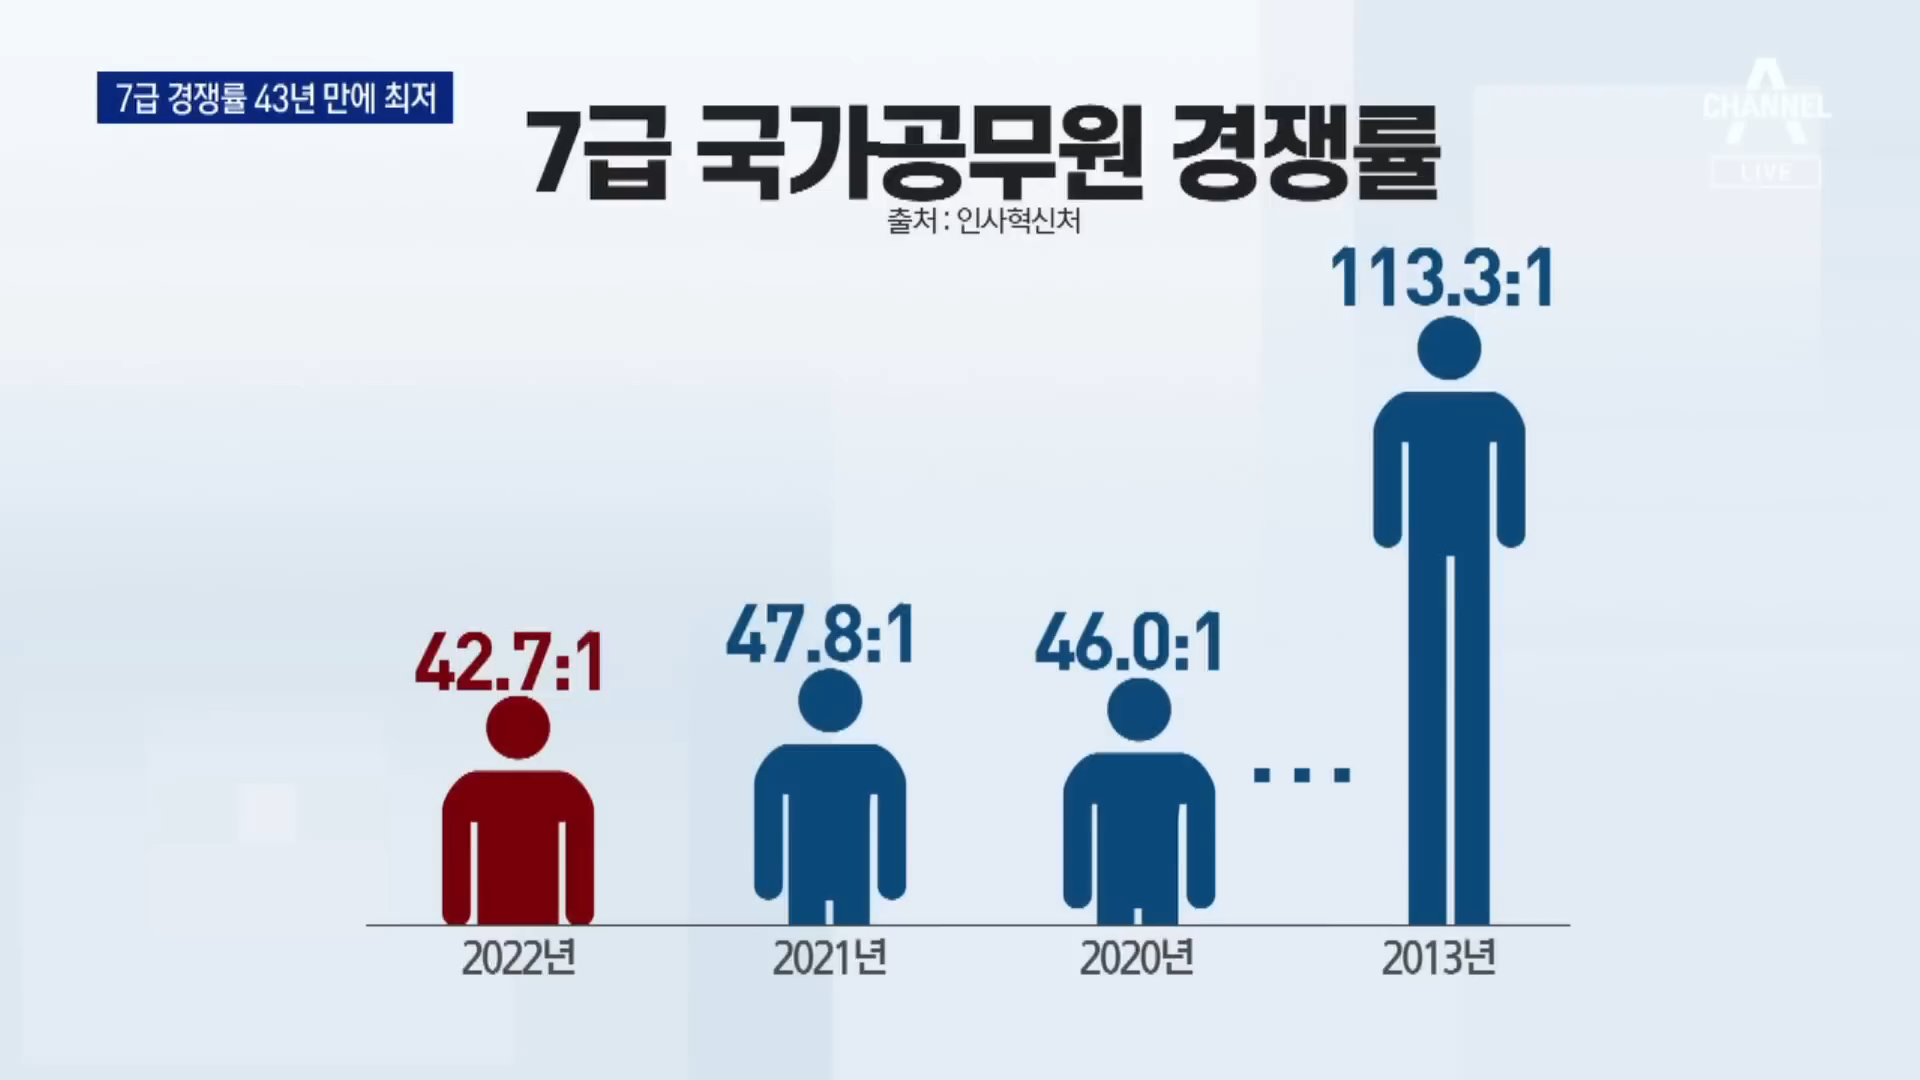 7급 경쟁률 43년 만에 최저
7급 국가공무원 경쟁률
출처 : 인사혁신처
CHANNEL A
LIVE
42.7:1
47.8:1
46.0:1
...
113.3:1
2022년
2021년
2020년
2013년